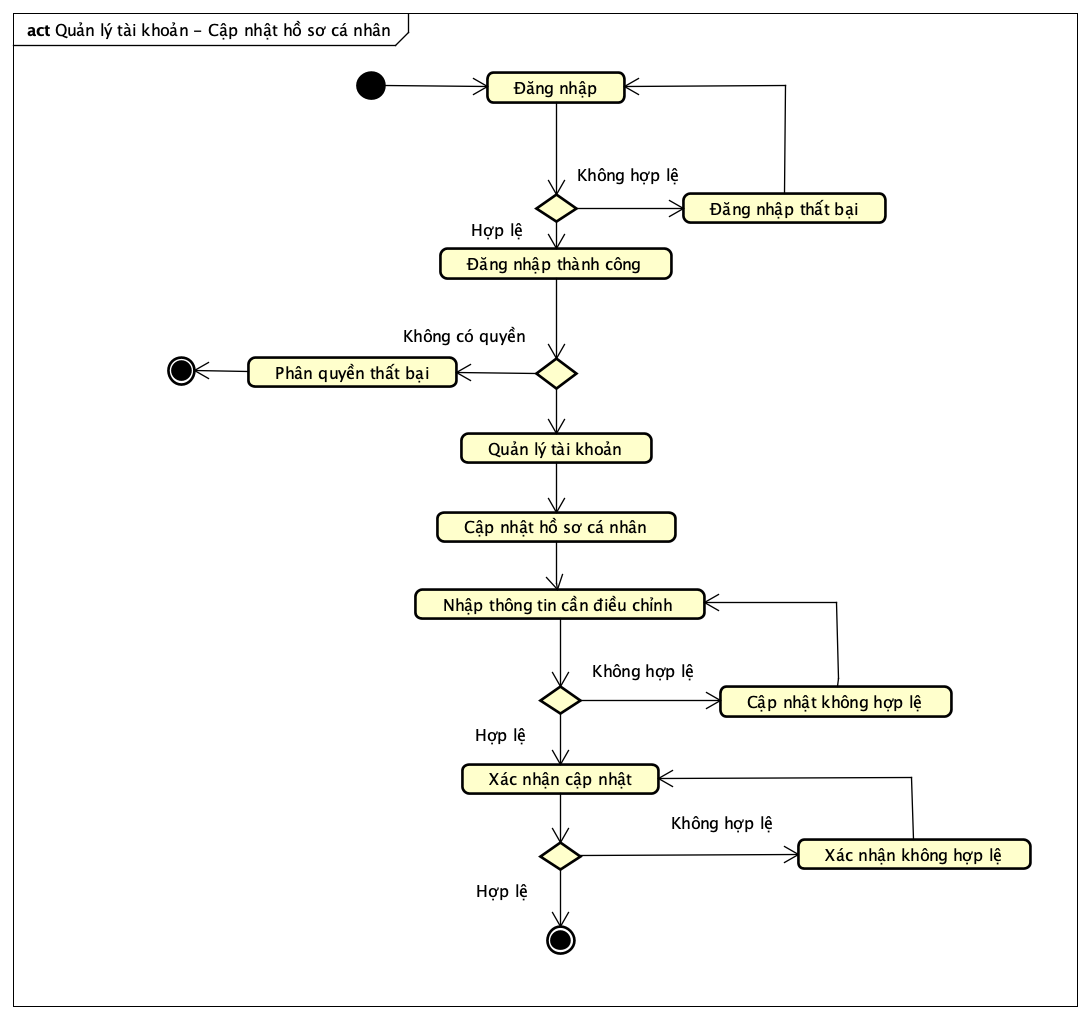 act Quản lý tài khoản - Cập nhật hồ sơ cá nhân
Đăng nhập
Không hợp lệ
Đăng nhập thất bại
Hợp lệ
Đăng nhập thành công
Không có quyền
Phân quyền thất bại
Quản lý tài khoản
Cập nhật hồ sơ cá nhân
Nhập thông tin cần điều chỉnh
Không hợp lệ
Cập nhật không hợp lệ
Hợp lệ
Xác nhận cập nhật
Không hợp lệ
Xác nhận không hợp lệ
Hợp lệ